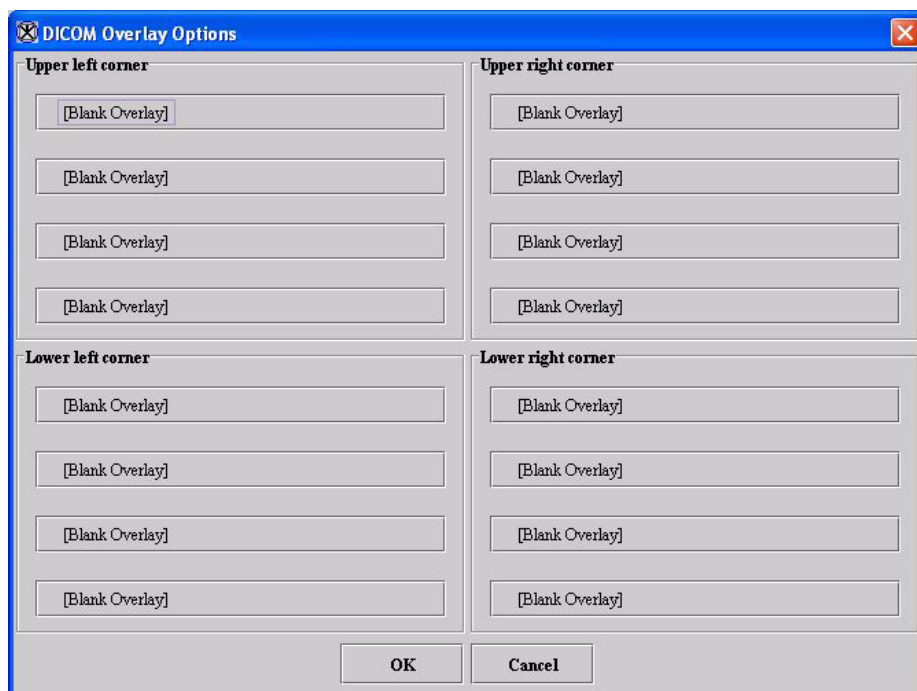 DICOM Overlay Options
Upper left corner
[Blank Overlay]
[Blank Overlay]
[Blank Overlay]
[Blank Overlay]
Upper right corner
[Blank Overlay]
[Blank Overlay]
[Blank Overlay]
[Blank Overlay]
Lower left corner
[Blank Overlay]
[Blank Overlay]
[Blank Overlay]
[Blank Overlay]
Lower right corner
[Blank Overlay]
[Blank Overlay]
[Blank Overlay]
[Blank Overlay]
OK
Cancel